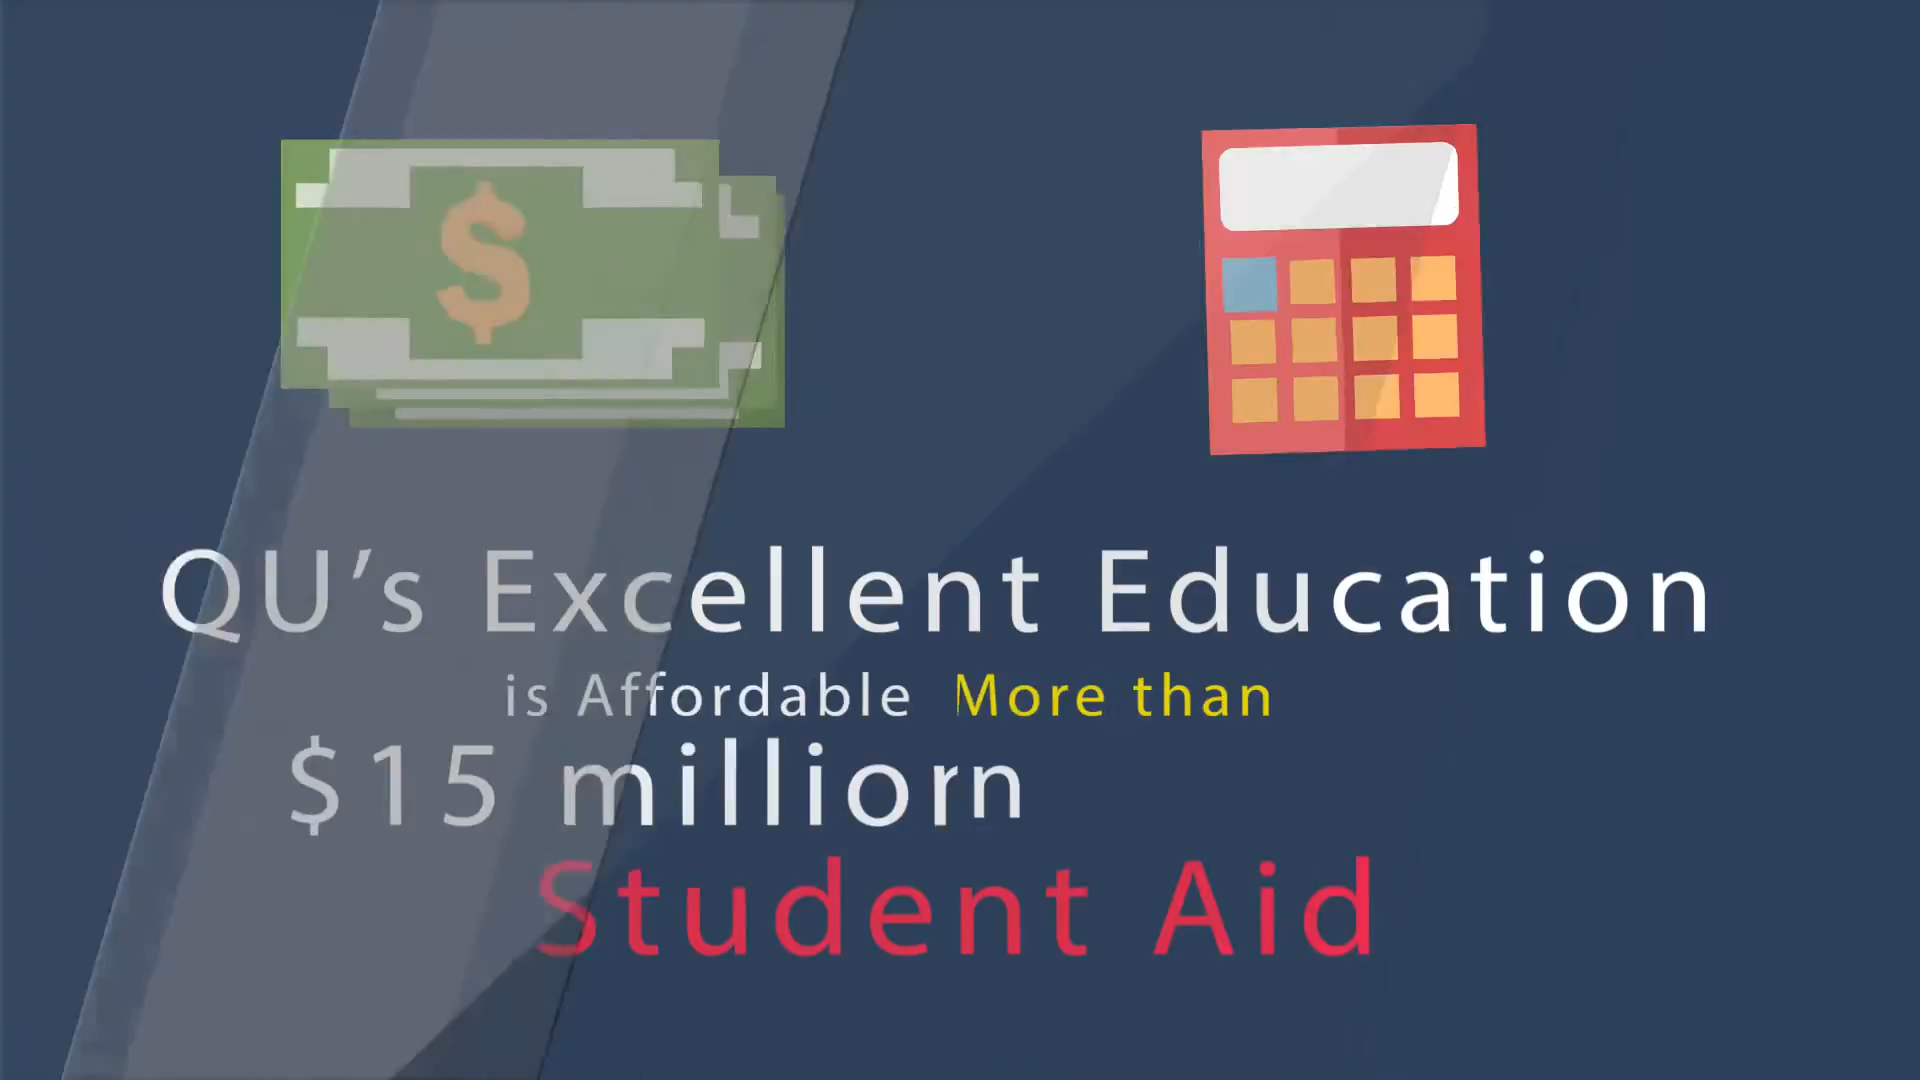 QU’s Excellent Education
is Affordable More than
$15 milliorn
Student Aid